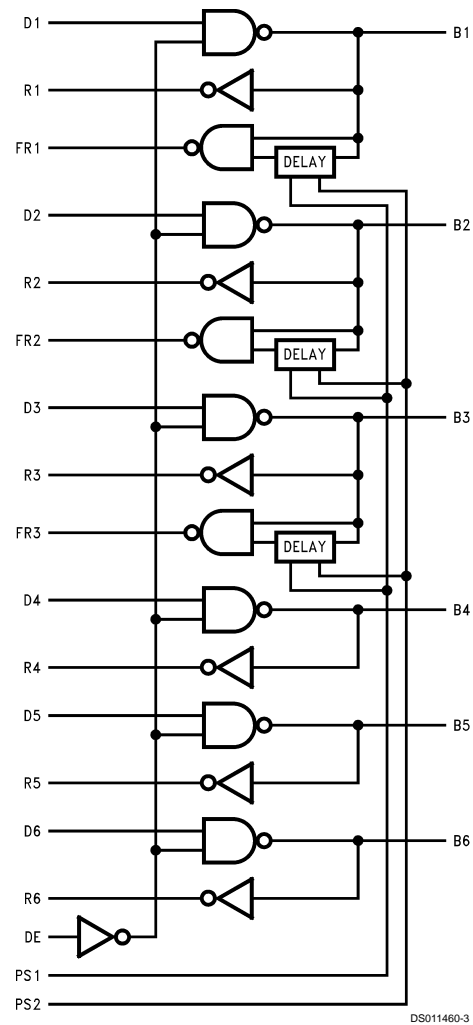 D1 B1
R1
FR1 DELAY
D2 B2
R2
FR2 DELAY
D3 B3
R3
FR3 DELAY
D4 B4
R4
D5 B5
R5
D6 B6
R6
DE
PS1
PS2
DS011460-3